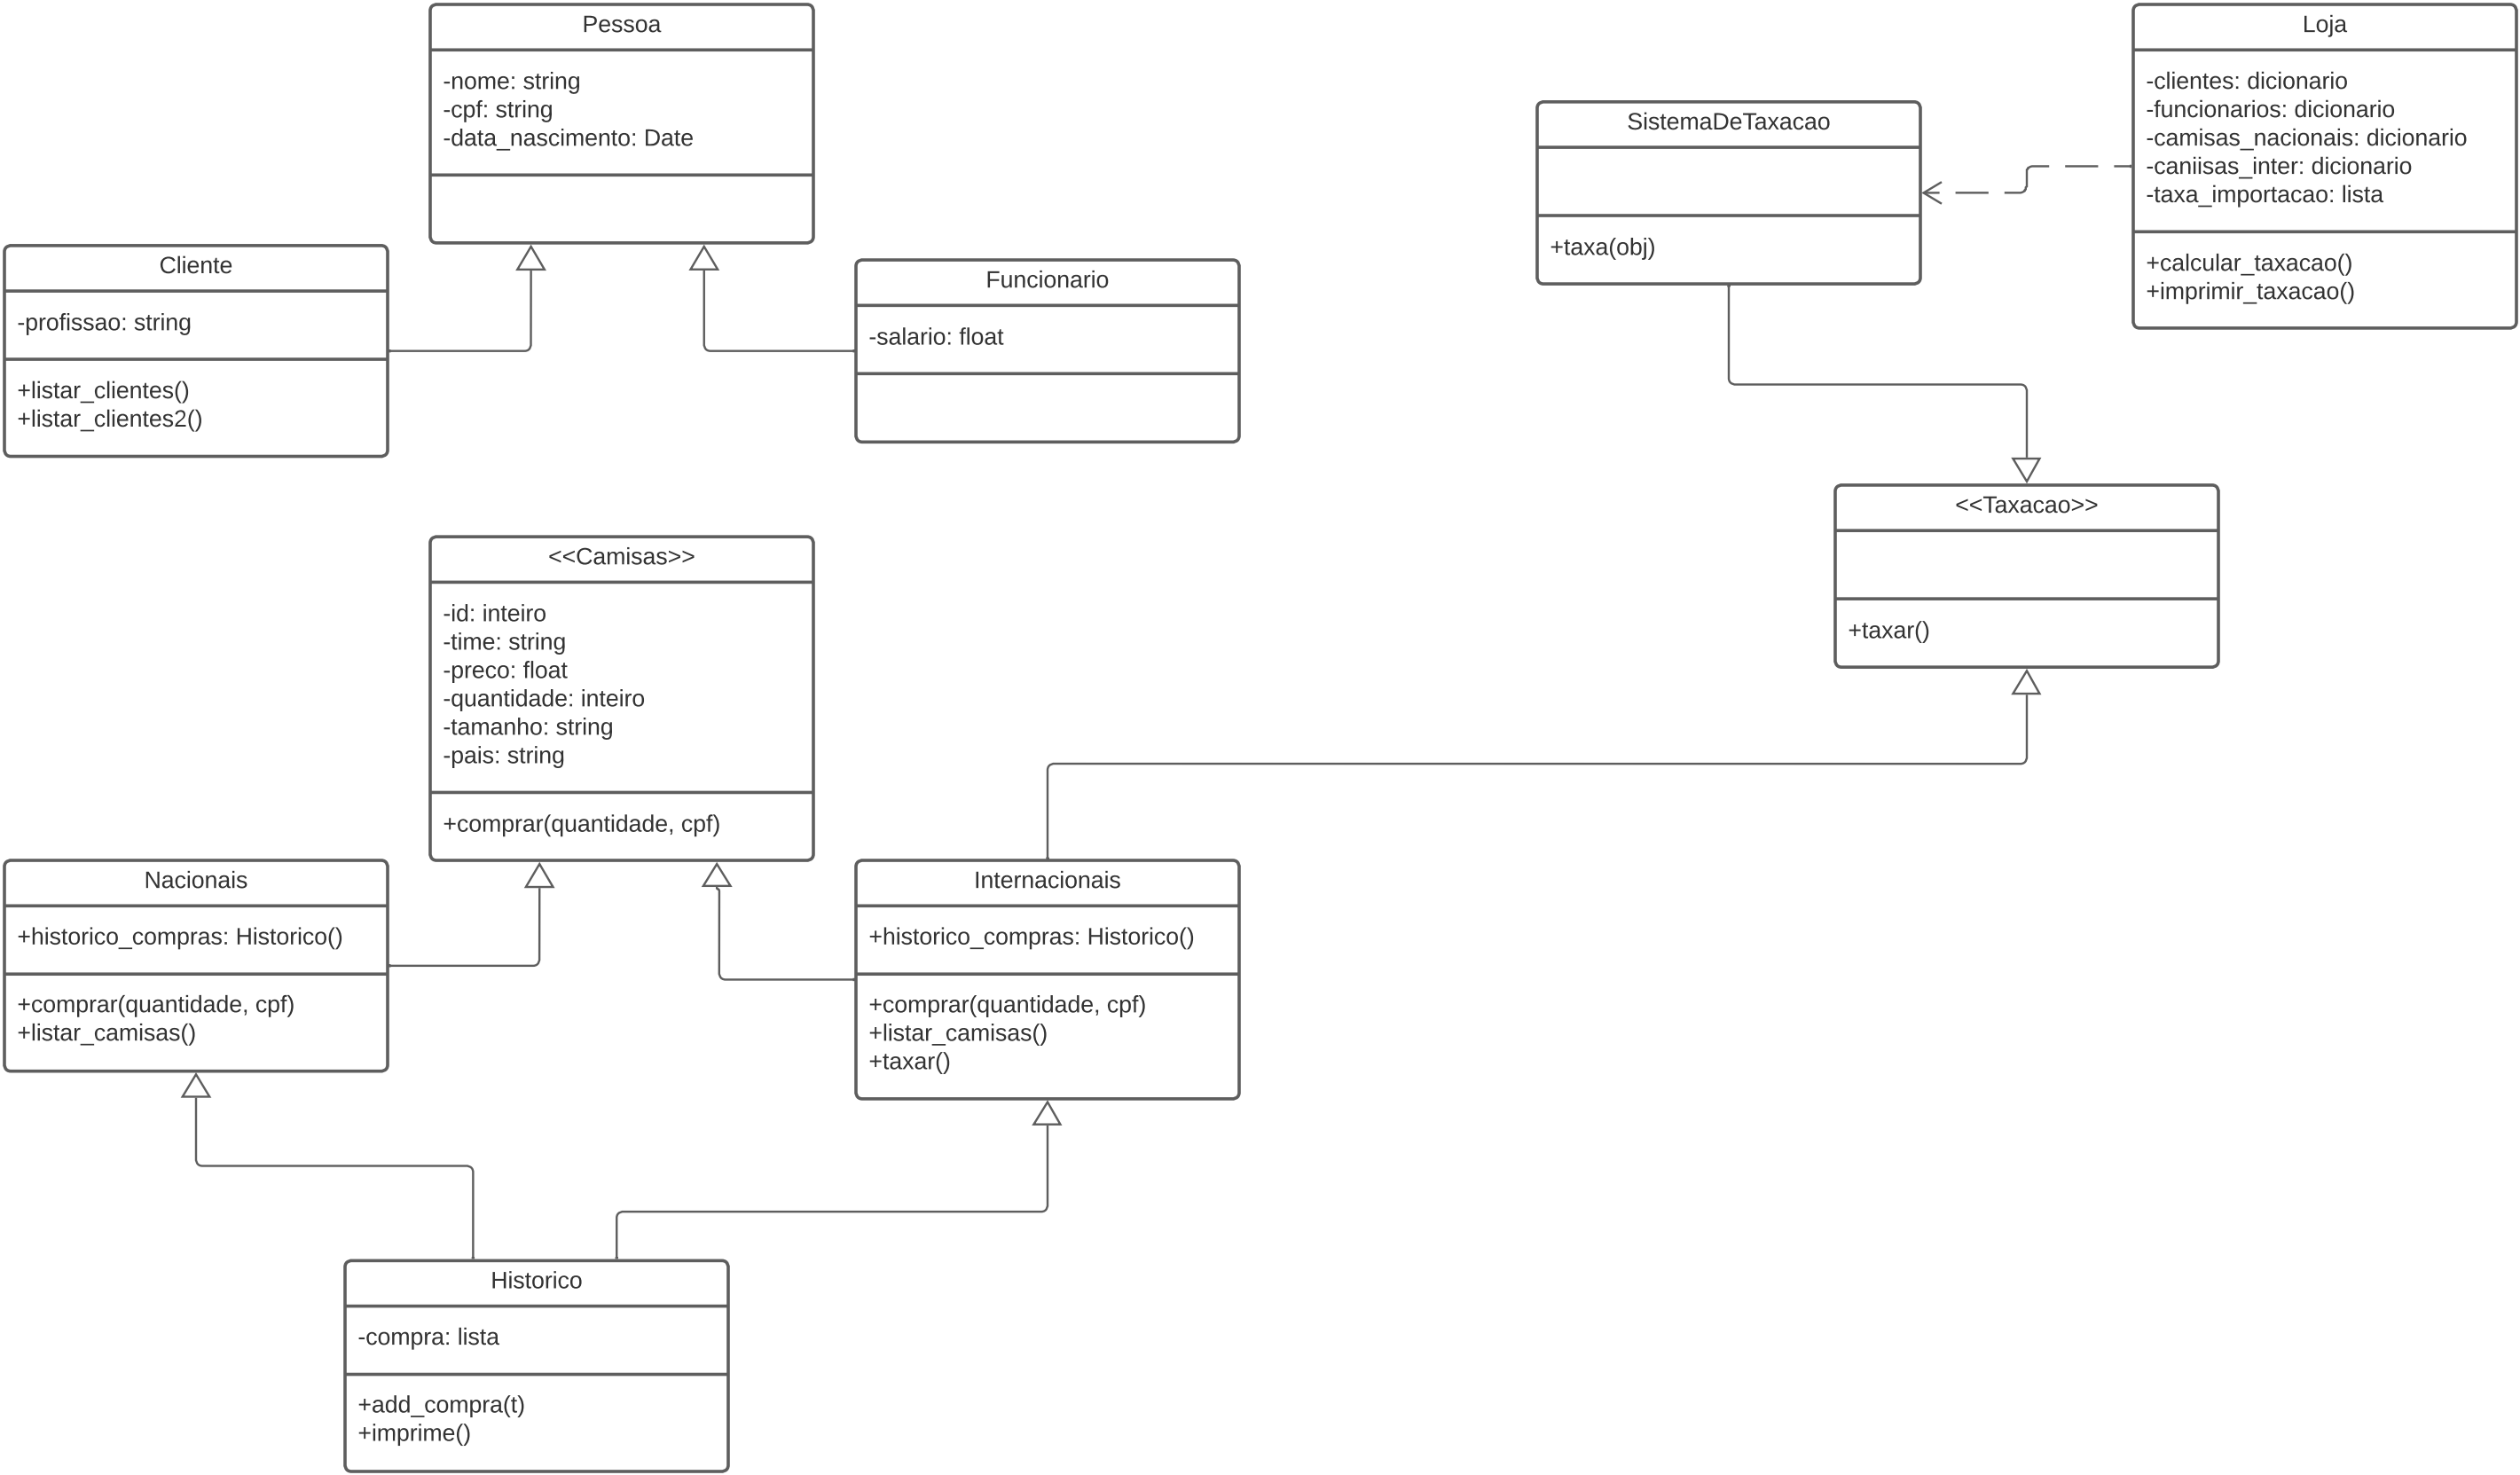 Pessoa
-nome: string
-cpf: string
-data_nascimento: Date
Cliente
-profissao: string
+listar_clientes()
+listar_clientes2()
Funcionario
-salario: float
SistemaDeTaxacao
+taxa(obj)
Loja
-clientes: dicionario
-funcionarios: dicionario
-camisas_nacionais: dicionario
-caniisas_inter: dicionario
-taxa_importacao: lista
+calcular_taxacao()
+imprimir_taxacao()
<<Taxacao>>
+taxar()
<<Camisas>>
-id: inteiro
-time: string
-preco: float
-quantidade: inteiro
-tamanho: string
-pais: string
+comprar(quantidade, cpf)
Nacionais
+historico_compras: Historico()
+comprar(quantidade, cpf)
+listar_camisas()
Internacionais
+historico_compras: Historico()
+comprar(quantidade, cpf)
+listar_camisas()
+taxar()
Historico
-compra: lista
+add_compra(t)
+imprime()